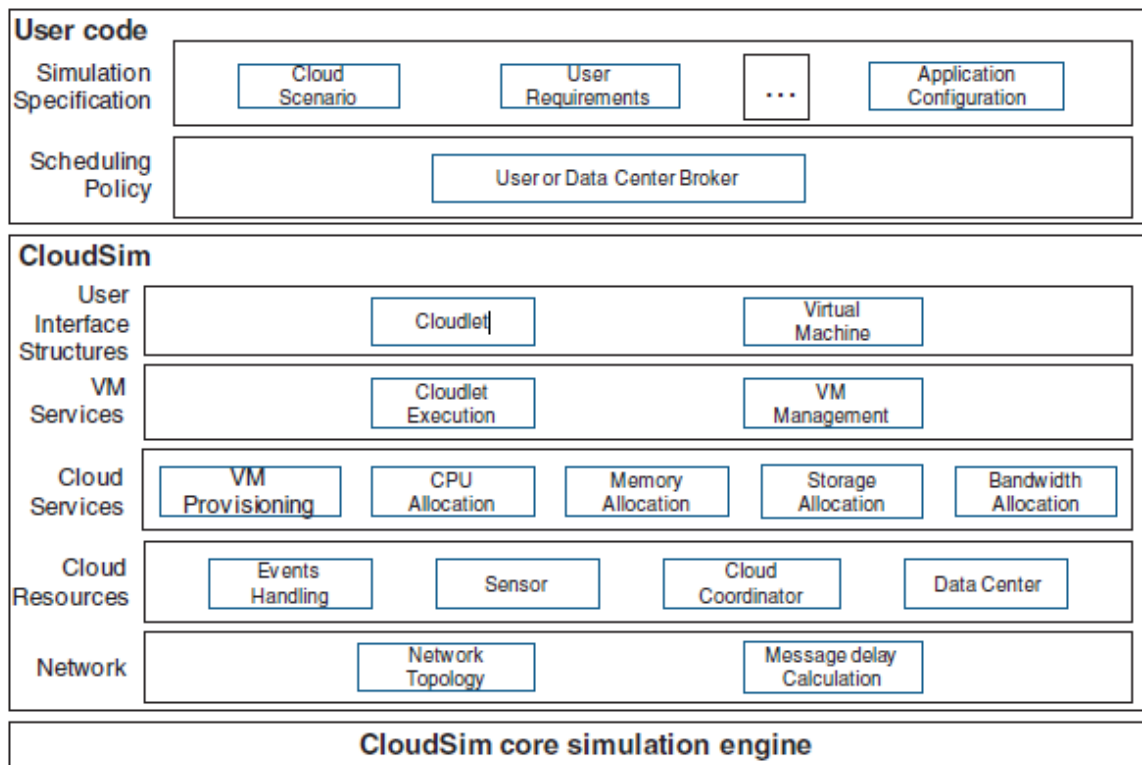 User code
Simulation
Specification
Cloud
Scenario
User
Requirements
...
Application
Configuration
Scheduling
Policy
User or Data Center Broker
CloudSim
User
Interface
Structures
Cloudlet
Virtual
Machine
VM
Services
Cloudlet
Execution
VM
Management
Cloud
Services
VM
Provisioning
CPU
Allocation
Memory
Allocation
Storage
Allocation
Bandwidth
Allocation
Cloud
Resources
Events
Handling
Sensor
Cloud
Coordinator
Data Center
Network
Network
Topology
Message delay
Calculation
CloudSim core simulation engine